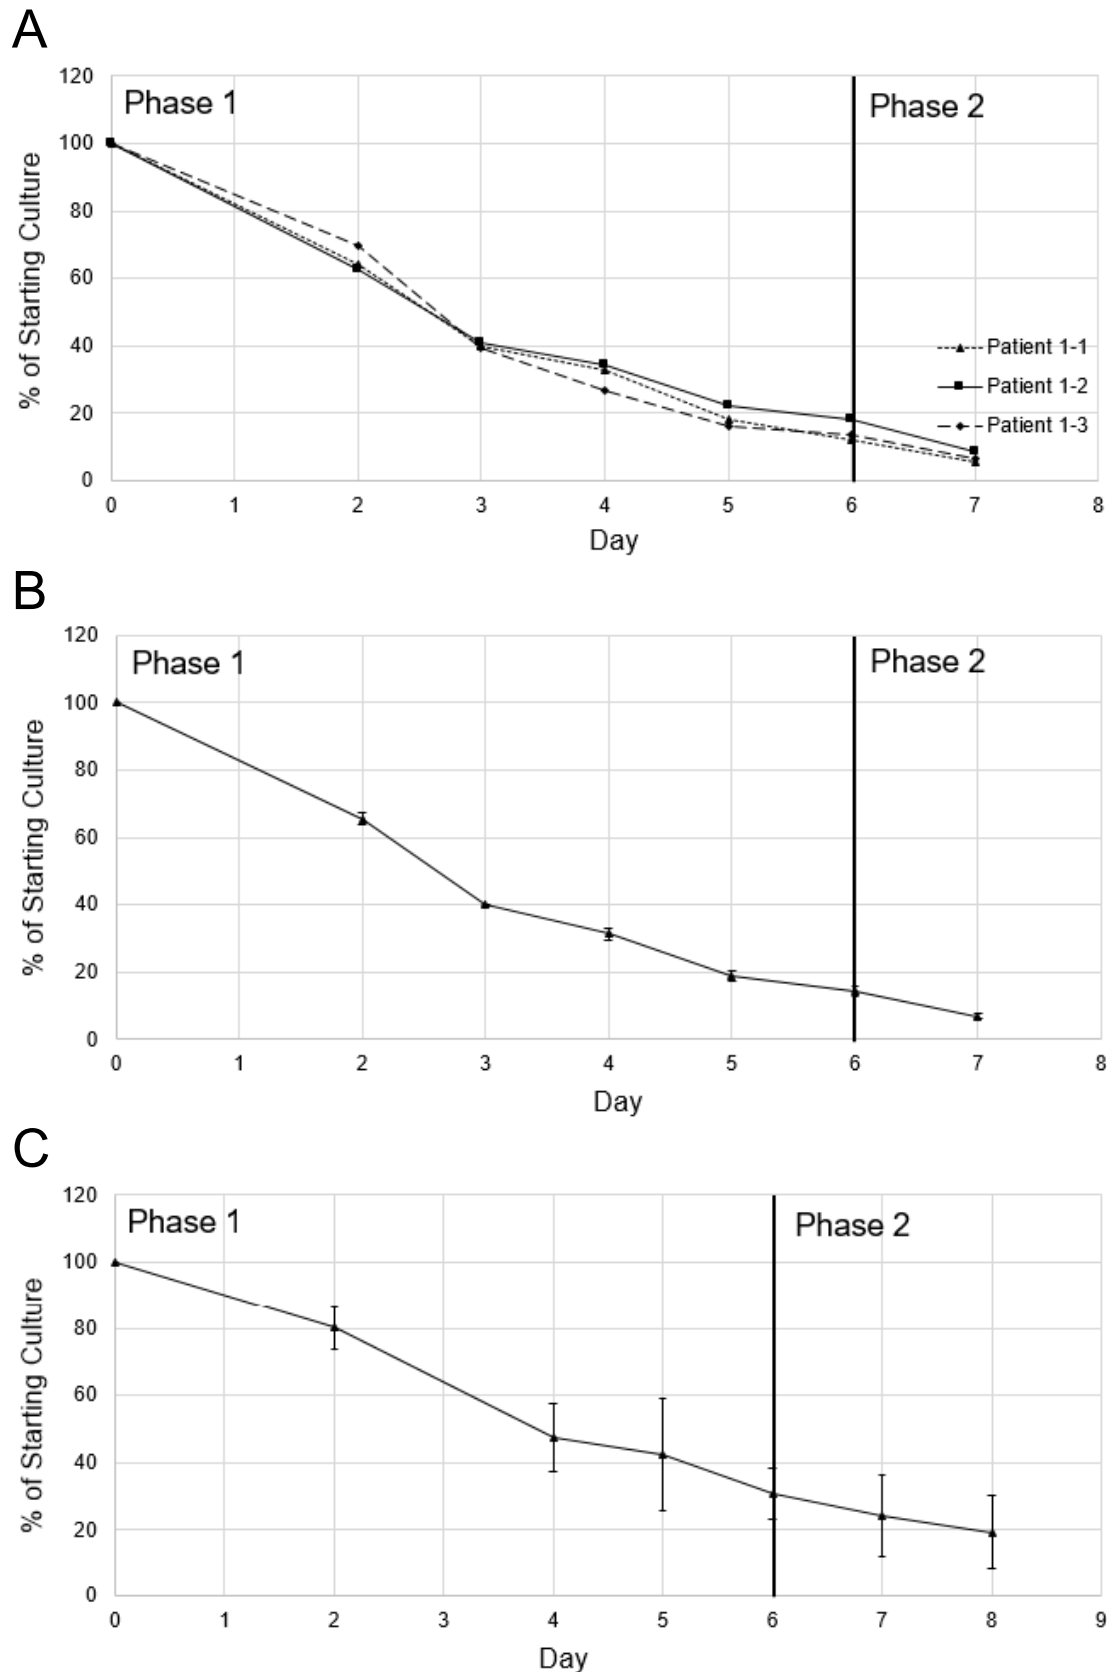 A
120
Phase 1
Phase 2
100
80
60
40
20
0
% of Starting Culture
Patient 1-1
Patient 1-2
Patient 1-3
0 1 2 3 4 5 6 7 8
Day
B
120
Phase 1
Phase 2
100
80
60
40
20
0
% of Starting Culture
0 1 2 3 4 5 6 7 8
Day
C
120
Phase 1
Phase 2
100
80
60
40
20
0
% of Starting Culture
0 1 2 3 4 5 6 7 8 9
Day